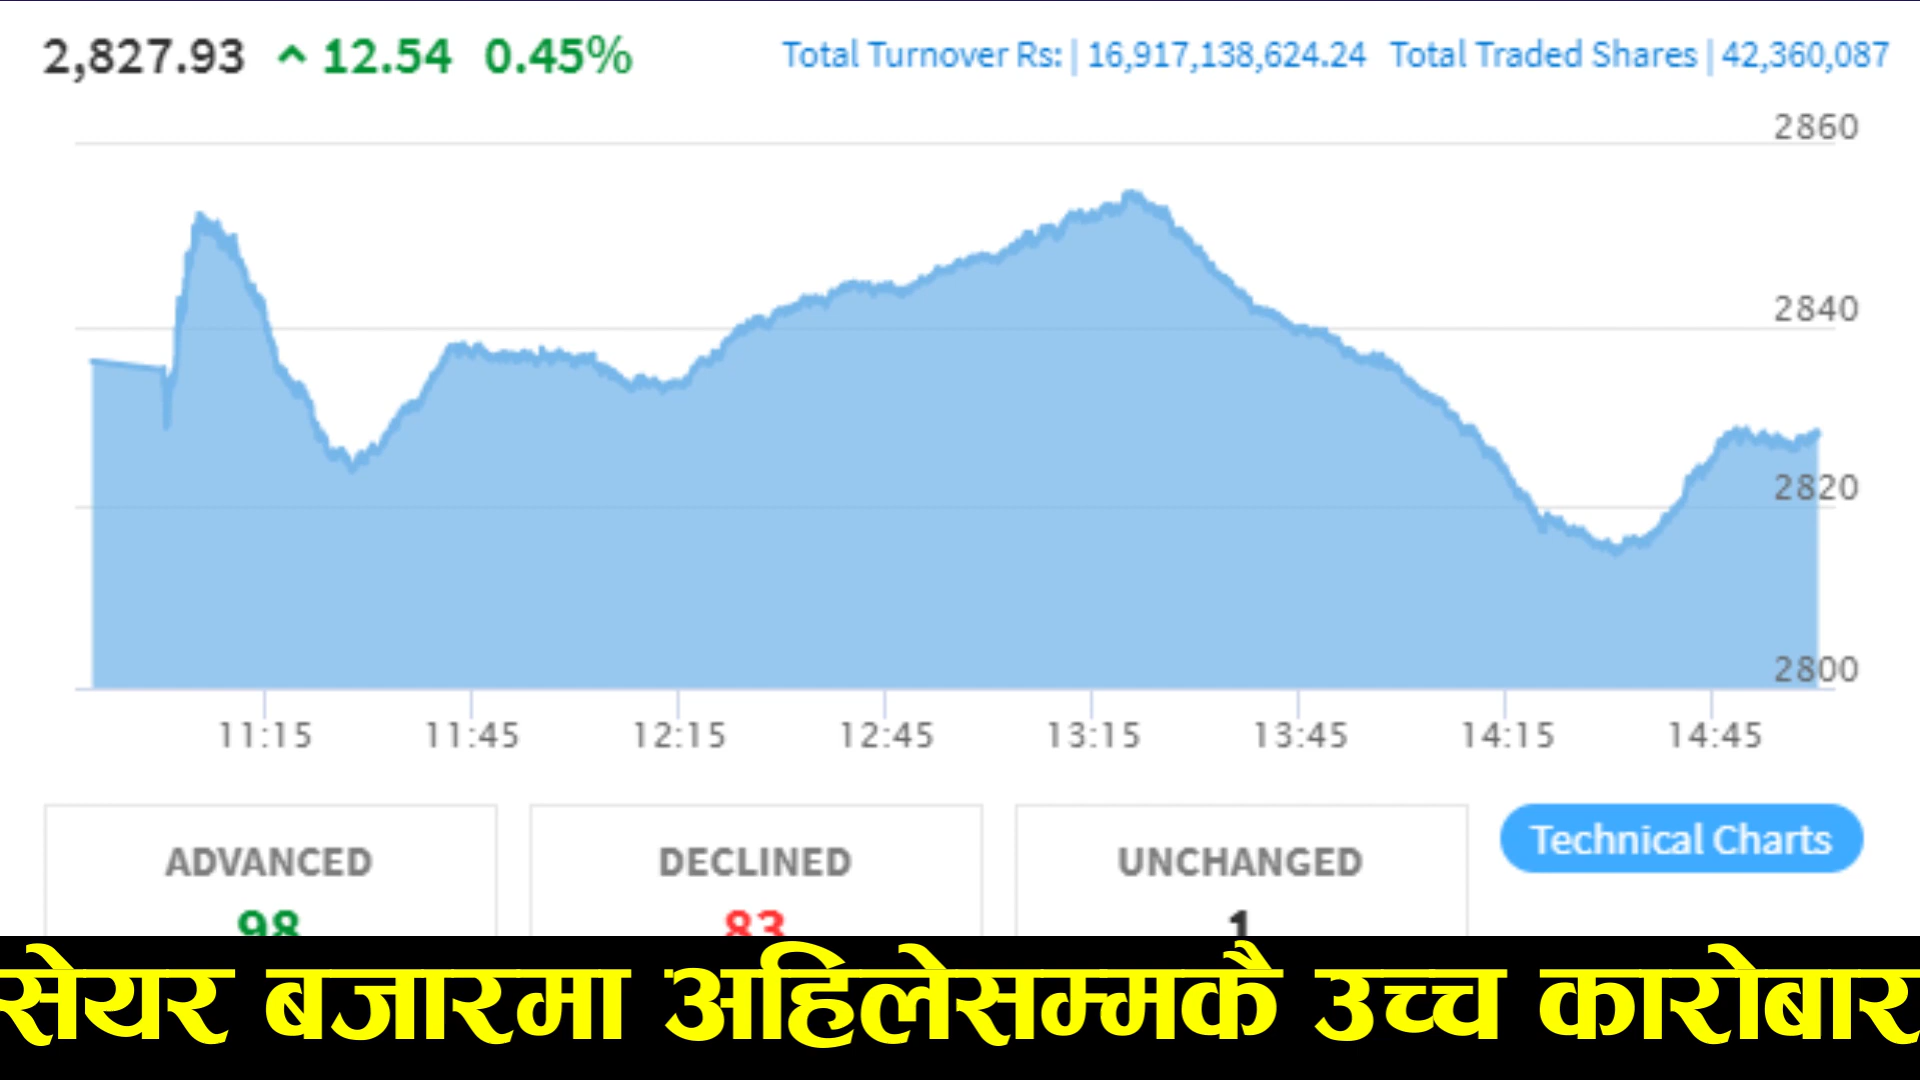 2,827.93 12.54 0.45% Total Turnover Rs: | 16,917,138,624.24 Total Traded Shares | 42,360,087
2860
2840
2820
2800
11:15 11:45 12:15 12:45 13:15 13:45 14:15 14:45
ADVANCED DECLINED UNCHANGED Technical Charts
98 83 1
सेयर बजारमा अहिलेसम्मकै उच्च कारोबार